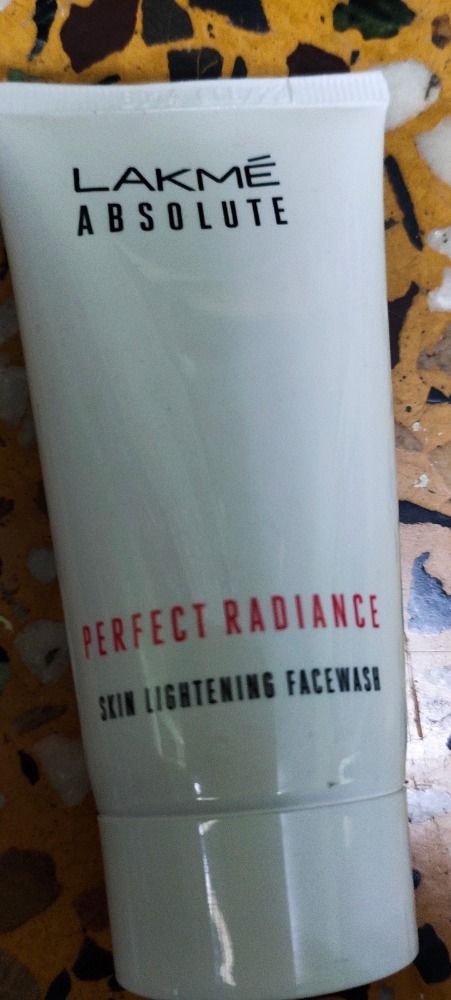 LAKMÉ
ABSOLUTE
PERFECT RADIANCE
SKIN LIGHTENING FACEWASH